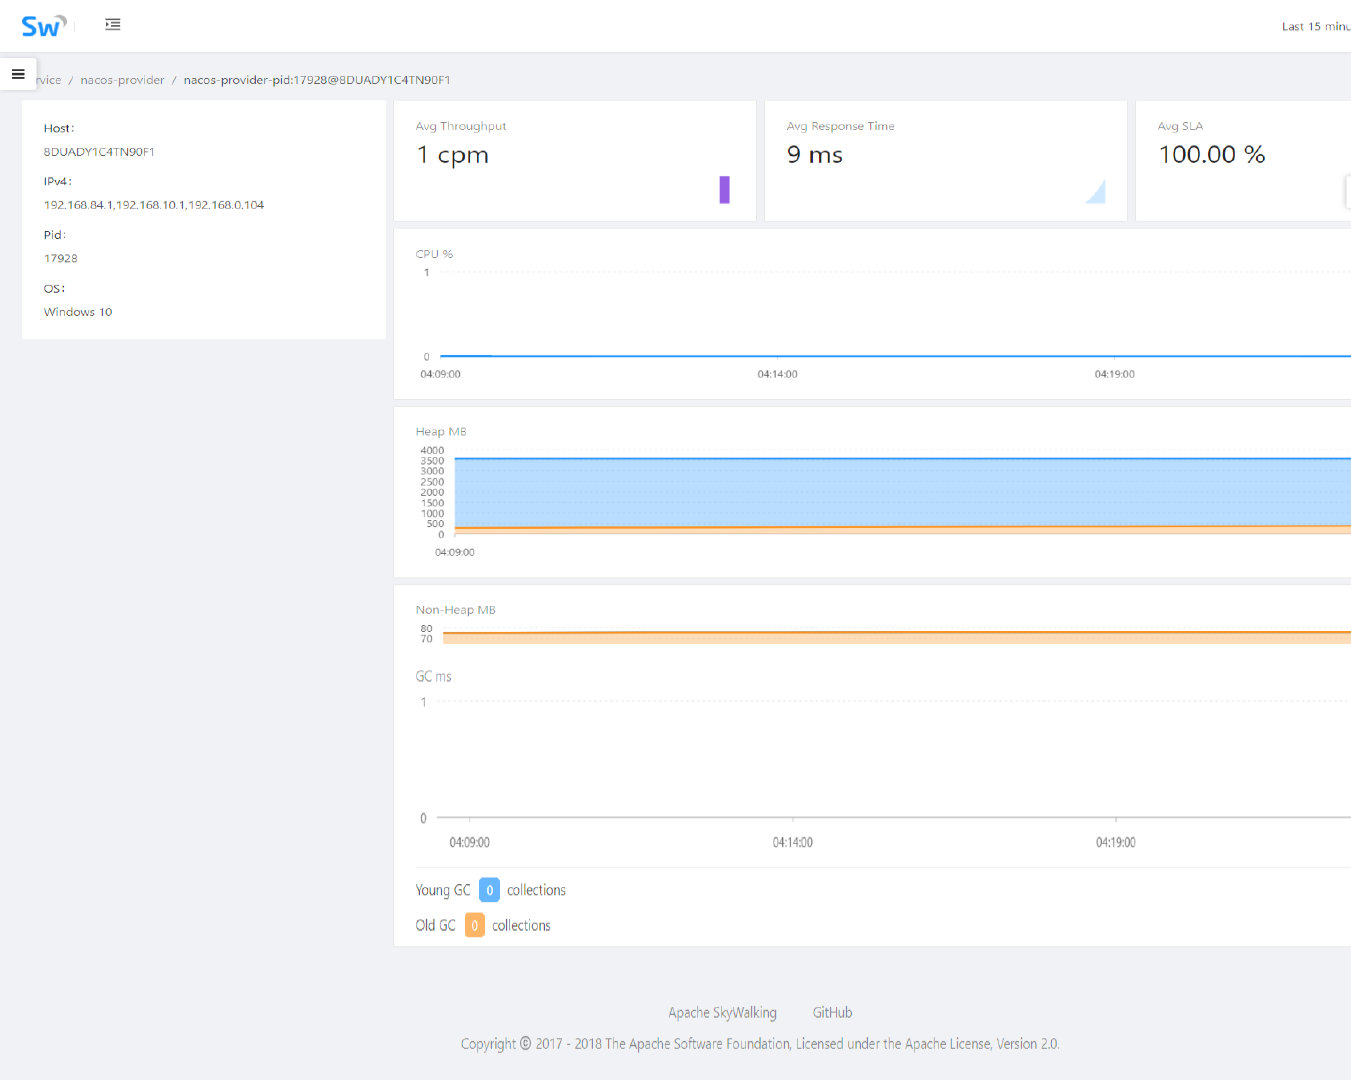 Sw
Last 15 minu
rvice / nacos-provider / nacos-provider-pid:17928@8DUADY1C4TN90F1
Host:
8DUADY1C4TN90F1
IPv4:
192.168.84.1,192.168.10.1,192.168.0.104
Pid:
17928
OS:
Windows 10
Avg Throughput
1 cpm
Avg Response Time
9 ms
Avg SLA
100.00 %
CPU %
1
0
04:09:00 04:14:00 04:19:00
Heap MB
4000
3500
3000
2500
2000
1500
1000
500
0
04:09:00
Non-Heap MB
80
70
GC ms
1
0
04:09:00 04:14:00 04:19:00
Young GC 0 collections
Old GC 0 collections
Apache SkyWalking GitHub
Copyright © 2017 - 2018 The Apache Software Foundation, Licensed under the Apache License, Version 2.0.